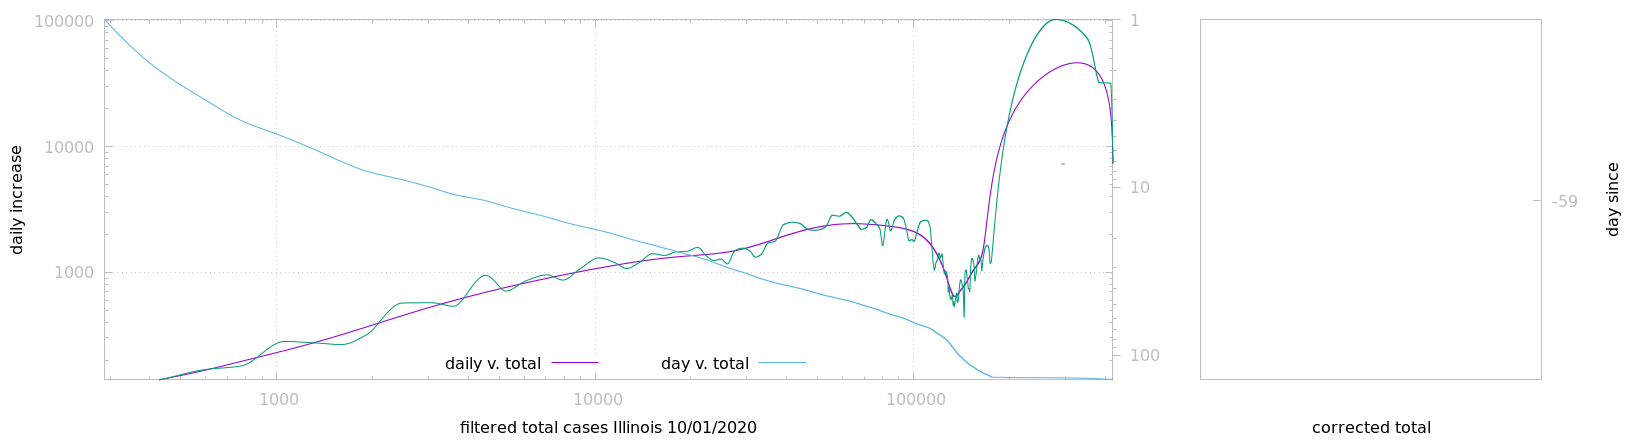 100000
10000
1000
daily increase
1
10
100
daily v. total
day v. total
1000 10000 100000
filtered total cases Illinois 10/01/2020
-59
day since
corrected total